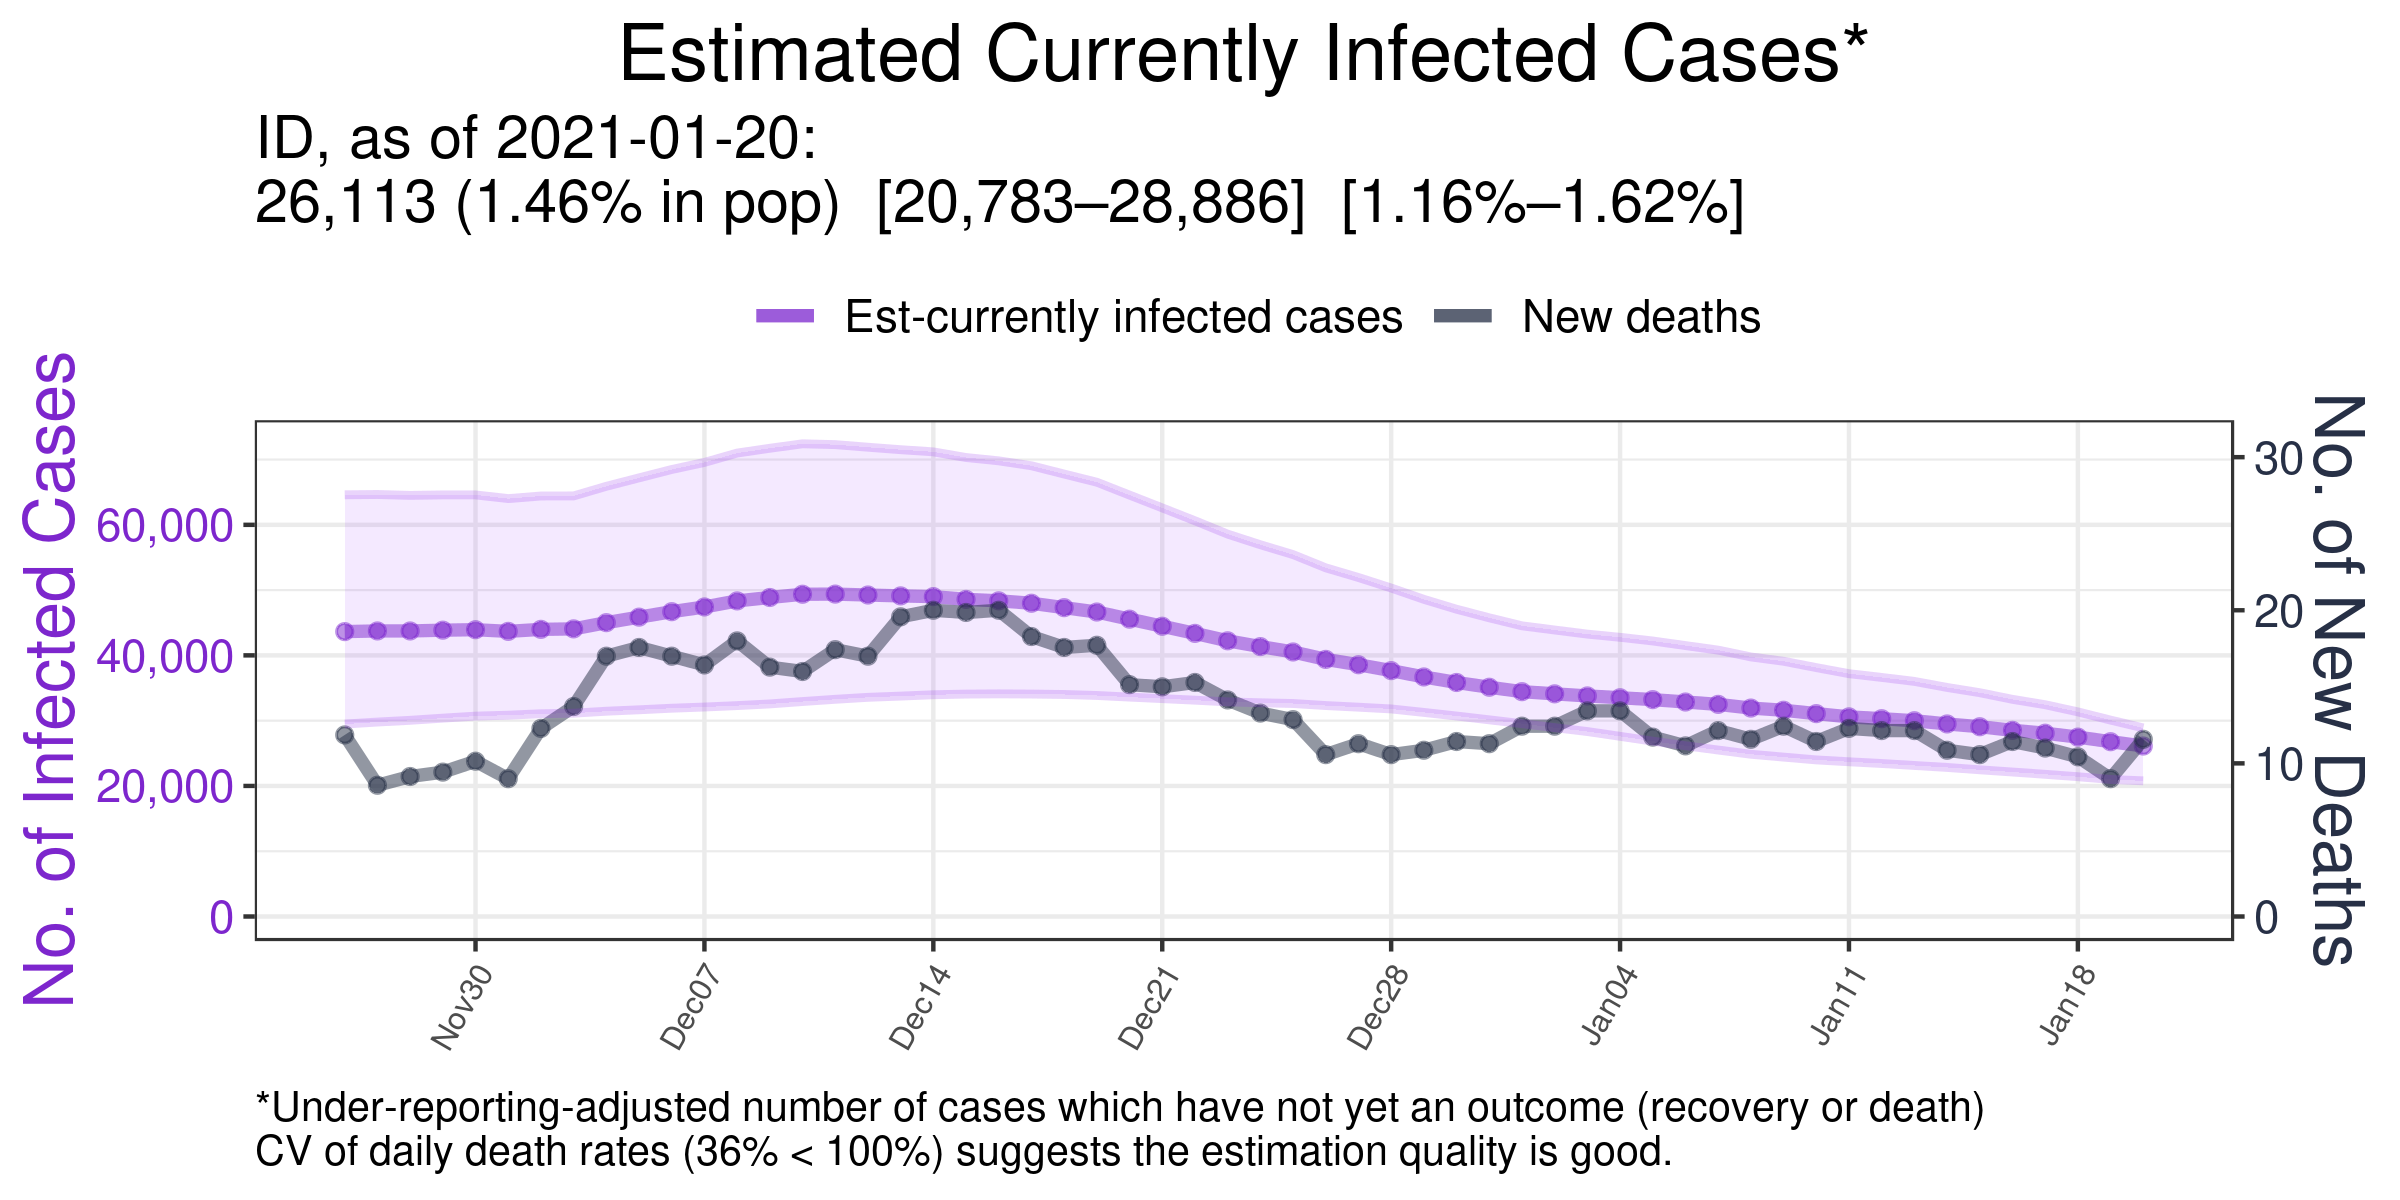 Estimated Currently Infected Cases*
ID, as of 2021-01-20:
26,113 (1.46% in pop)  [20,783–28,886]  [1.16%–1.62%]
Est-currently infected cases
New deaths
No. of Infected Cases
60,000
40,000
20,000
0
No. of New Deaths
30
20
10
0
Nov30
Dec07
Dec14
Dec21
Dec28
Jan04
Jan11
Jan18
*Under-reporting-adjusted number of cases which have not yet an outcome (recovery or death)
CV of daily death rates (36% < 100%) suggests the estimation quality is good.